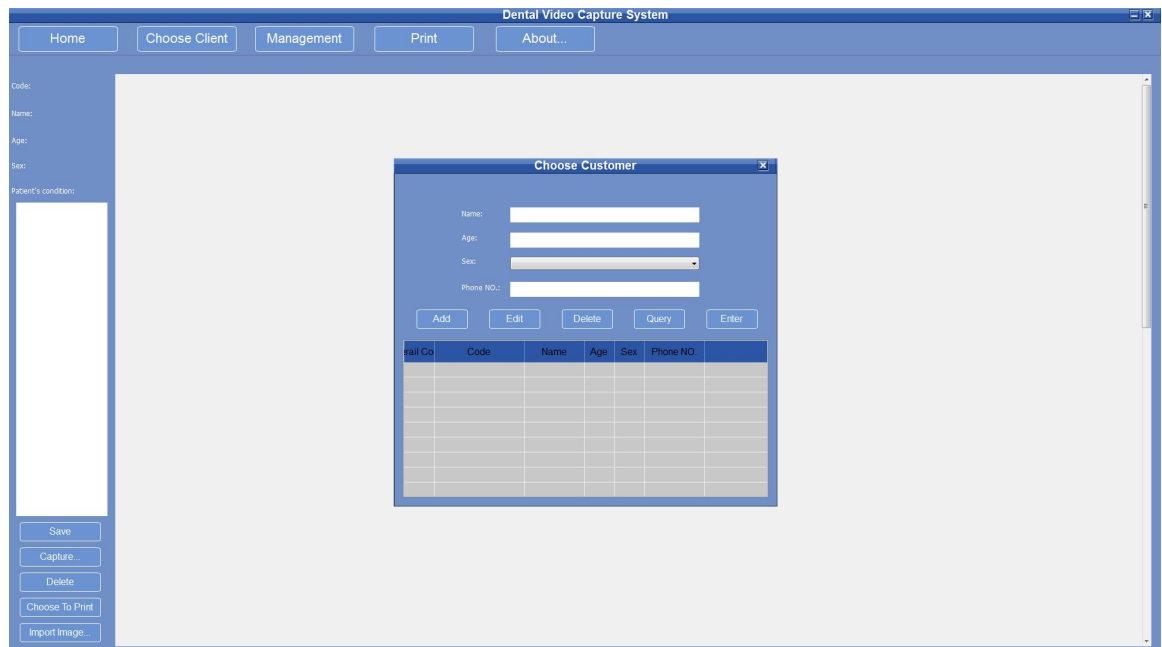 Dental Video Capture System
Home Choose Client Management Print About...
Code:
Name:
Age:
Sex:
Patient's condition:
Save
Capture...
Delete
Choose To Print
Import Image...
Choose Customer
Name:
Age:
Sex:
Phone NO.:
Add Edit Delete Query Enter
erail Co Code Name Age Sex Phone NO